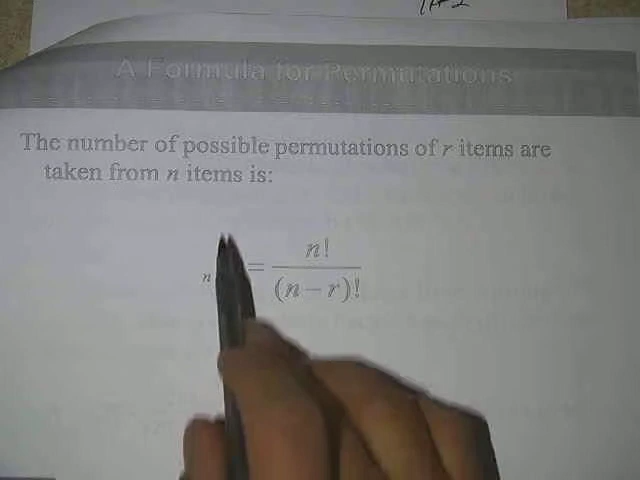 A Formula for Permutations
The number of possible permutations of r items are
taken from n items is:
n = n! / (n − r)!